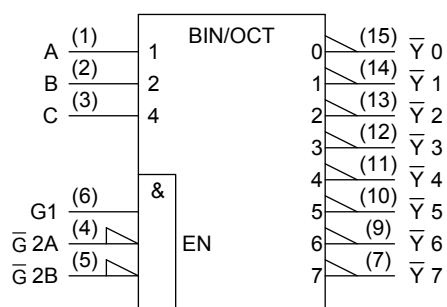 BIN/OCT
A (1) 1
B (2) 2
C (3) 4
G1 (6) &
G̅ 2A (4) EN
G̅ 2B (5)
0 (15) Y̅ 0
1 (14) Y̅ 1
2 (13) Y̅ 2
3 (12) Y̅ 3
4 (11) Y̅ 4
5 (10) Y̅ 5
6 (9) Y̅ 6
7 (7) Y̅ 7